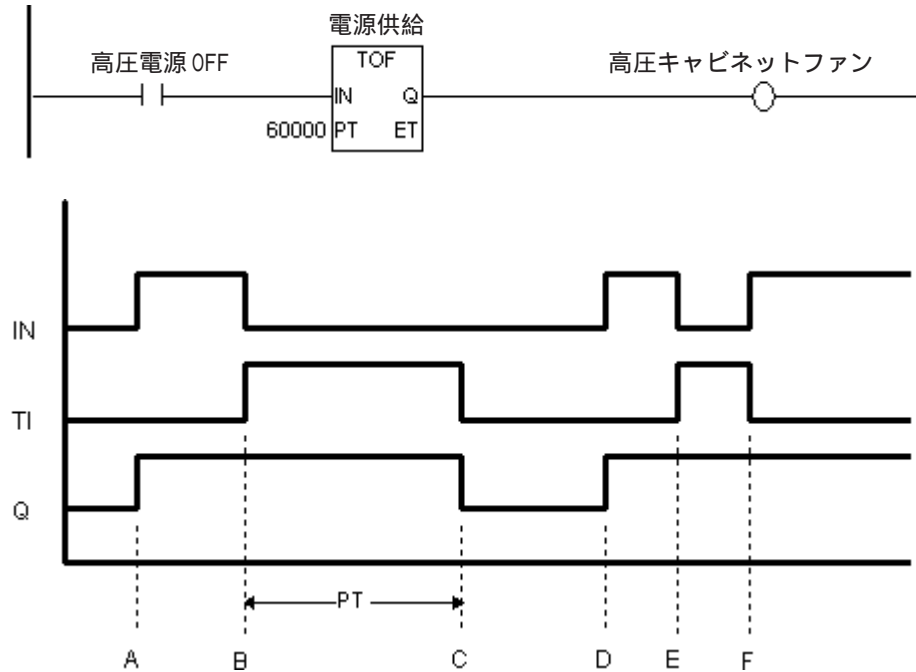 電源供給
高圧電源 OFF
TOF
高圧キャビネットファン
IN Q
60000 PT ET
IN
TI
Q
PT
A B C D E F